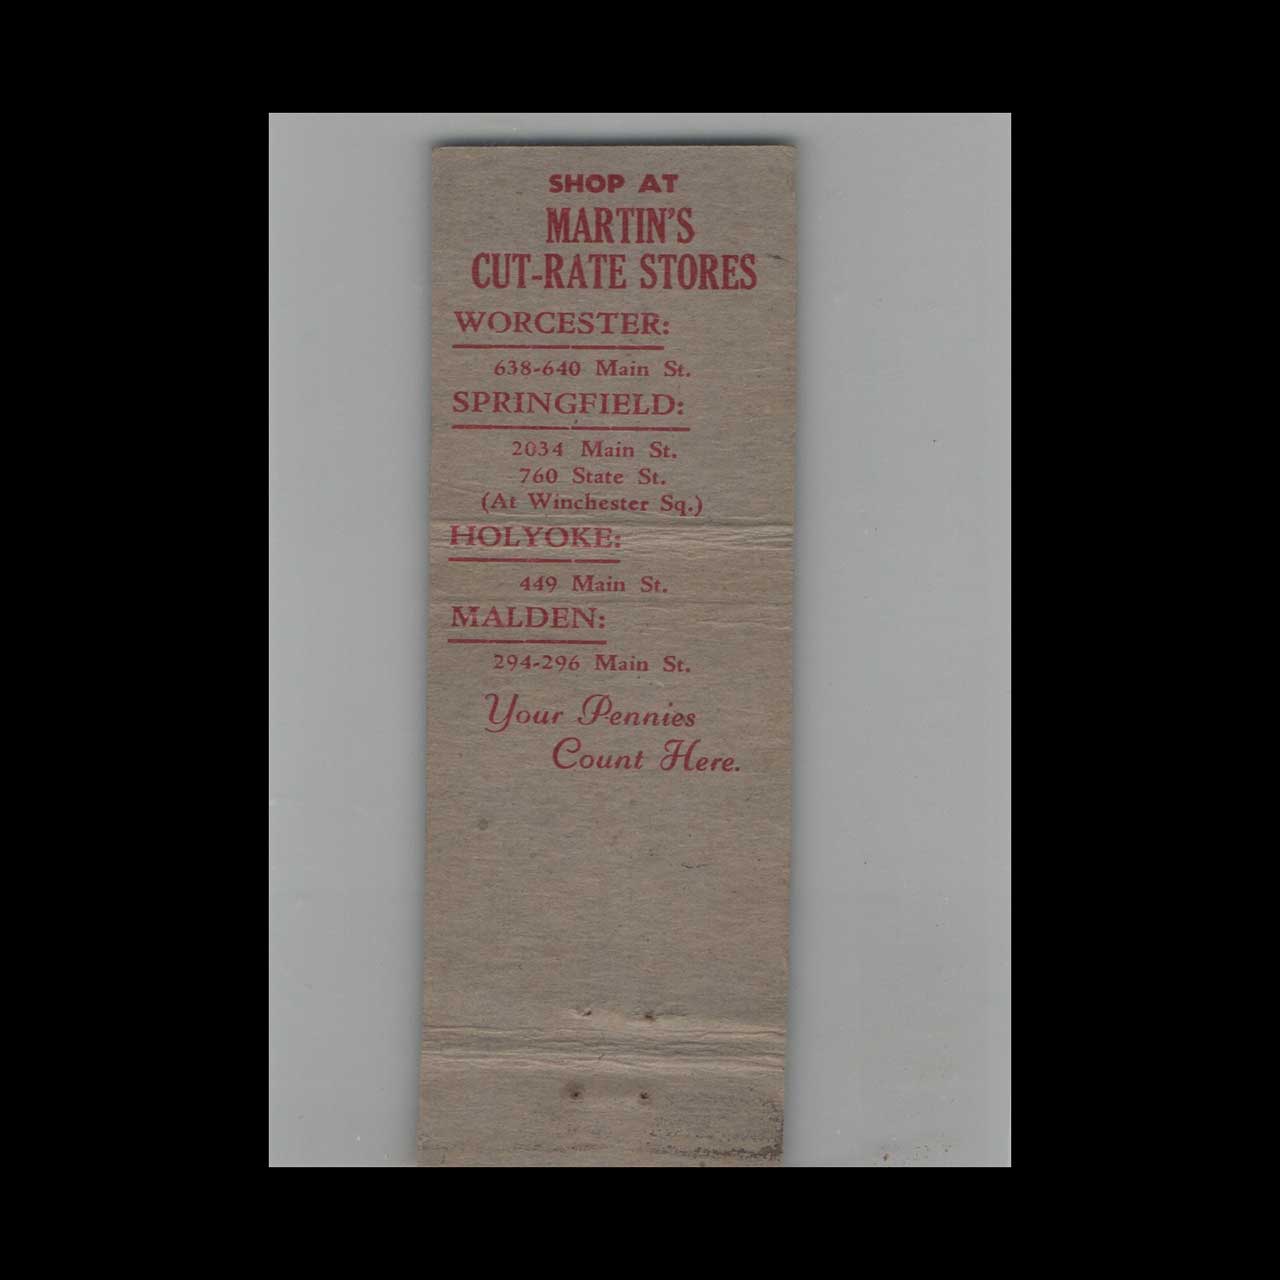 SHOP AT
MARTIN'S
CUT-RATE STORES
WORCESTER:
638-640 Main St.
SPRINGFIELD:
2034 Main St.
760 State St.
(At Winchester Sq.)
HOLYOKE:
449 Main St.
MALDEN:
294-296 Main St.
Your Pennies
Count Here.